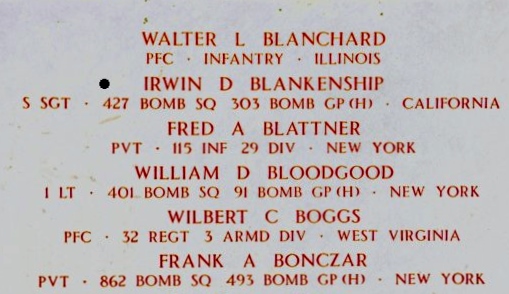 WALTER L BLANCHARD
PFC · INFANTRY · ILLINOIS
IRWIN D BLANKENSHIP
S SGT · 427 BOMB SQ 303 BOMB GP (H) · CALIFORNIA
FRED A BLATTNER
PVT · 115 INF 29 DIV · NEW YORK
WILLIAM D BLOODGOOD
1 LT · 401 BOMB SQ 91 BOMB GP (H) · NEW YORK
WILBERT C BOGGS
PFC · 32 REGT 3 ARMD DIV · WEST VIRGINIA
FRANK A BONCZAR
PVT · 862 BOMB SQ 493 BOMB GP (H) · NEW YORK